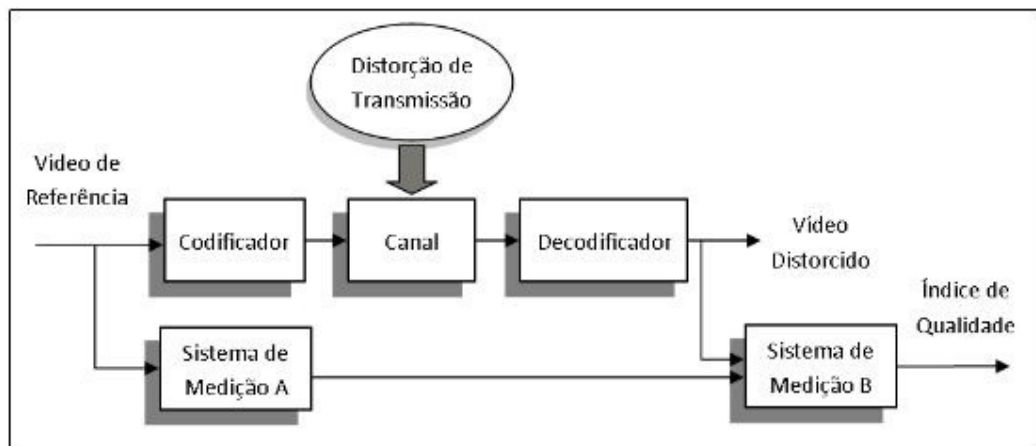 Distorção de
Transmissão
Vídeo de
Referência
Codificador
Canal
Decodificador
Vídeo
Distorcido
Índice de
Qualidade
Sistema de
Medição A
Sistema de
Medição B